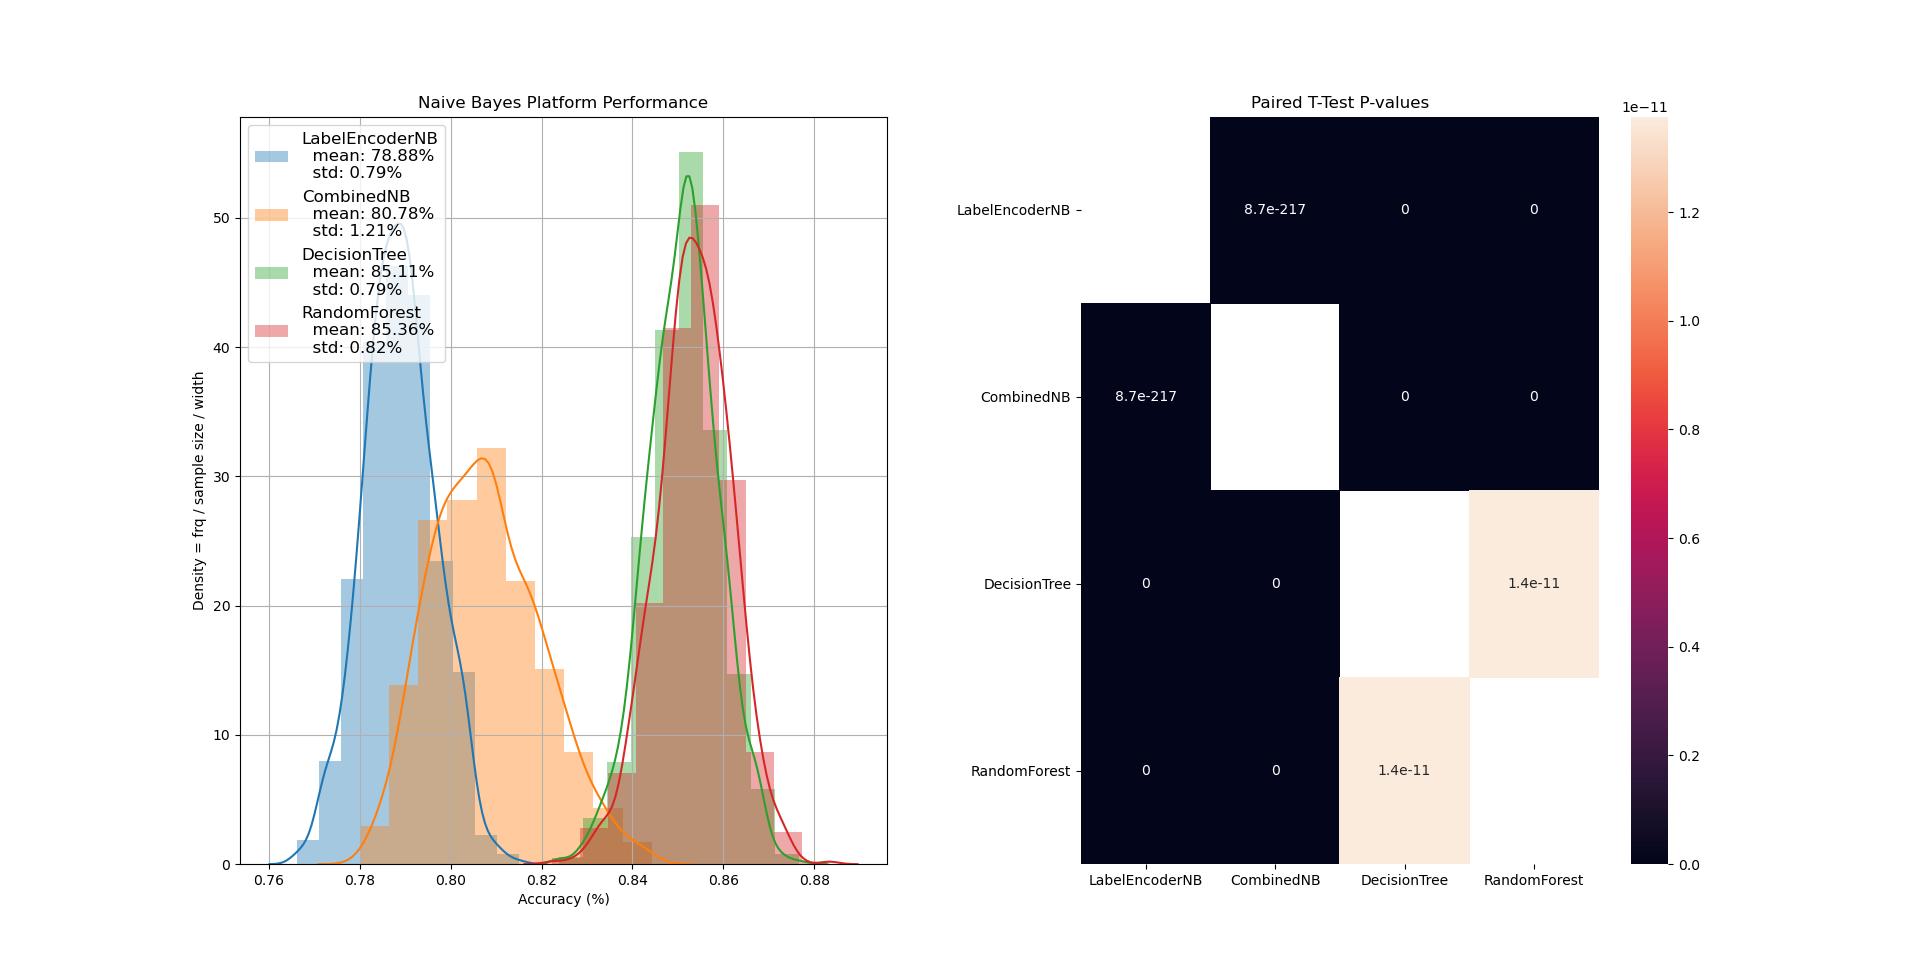 Naive Bayes Platform Performance
LabelEncoderNB
mean: 78.88%
std: 0.79%
CombinedNB
mean: 80.78%
std: 1.21%
DecisionTree
mean: 85.11%
std: 0.79%
RandomForest
mean: 85.36%
std: 0.82%
Density = frq / sample size / width
50
40
30
20
10
0
0.76 0.78 0.80 0.82 0.84 0.86 0.88
Accuracy (%)
Paired T-Test P-values
LabelEncoderNB 8.7e-217 0 0
CombinedNB 8.7e-217 0 0
DecisionTree 0 0 1.4e-11
RandomForest 0 0 1.4e-11
LabelEncoderNB CombinedNB DecisionTree RandomForest
1e−11
1.2
1.0
0.8
0.6
0.4
0.2
0.0